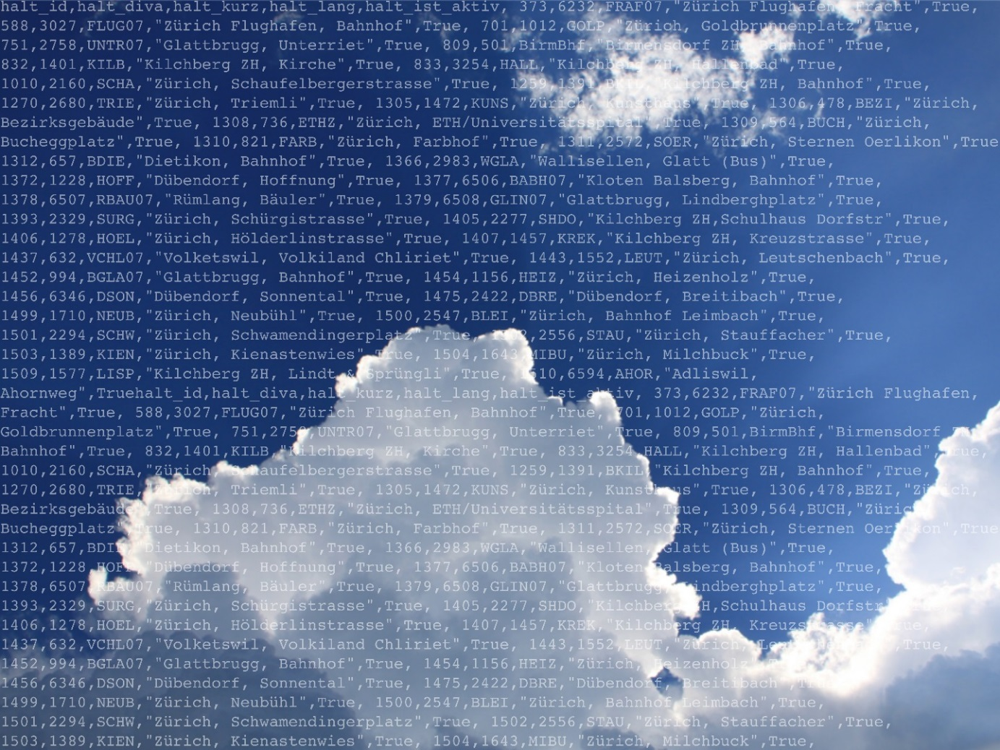 halt_id,halt_diva,halt_kurz,halt_lang,halt_ist_aktiv, 373,6232,FRAF07,"Zürich Flughafen, Fracht",True,
588,3027,FLUG07,"Zürich Flughafen, Bahnhof",True, 701,1012,GOLP,"Zürich, Goldbrunnenplatz",True,
751,2758,UNTR07,"Glattbrugg, Unterriet",True, 809,501,BirmBhf,"Birmensdorf ZH, Bahnhof",True,
832,1401,KILB,"Kilchberg ZH, Kirche",True, 833,3254,HALL,"Kilchberg ZH, Hallenbad",True,
1010,2160,SCHA,"Zürich, Schaufelbergerstrasse",True, 1259,1391,BKIL,"Kilchberg ZH, Bahnhof",True,
1270,2680,TRIE,"Zürich, Triemli",True, 1305,1472,KUNS,"Zürich, Kunsthaus",True, 1306,478,BEZI,"Zürich,
Bezirksgebäude",True, 1308,736,ETHZ,"Zürich, ETH/Universitätsspital",True, 1309,564,BUCH,"Zürich,
Bucheggplatz",True, 1310,821,FARB,"Zürich, Farbhof",True, 1311,2572,SOER,"Zürich, Sternen Oerlikon",True
1312,657,BDIE,"Dietikon, Bahnhof",True, 1366,2983,WGLA,"Wallisellen, Glatt (Bus)",True,
1372,1228,HOFF,"Dübendorf, Hoffnung",True, 1377,6506,BABH07,"Kloten Balsberg, Bahnhof",True,
1378,6507,RBAU07,"Rümlang, Bäuler",True, 1379,6508,GLIN07,"Glattbrugg, Lindberghplatz",True,
1393,2329,SURG,"Zürich, Schürgistrasse",True, 1405,2277,SHDO,"Kilchberg ZH,Schulhaus Dorfstr",True,
1406,1278,HOEL,"Zürich, Hölderlinstrasse",True, 1407,1457,KREK,"Kilchberg ZH, Kreuzstrasse",True,
1437,632,VCHL07,"Volketswil, Volkiland Chliriet",True, 1443,1552,LEUT,"Zürich, Leutschenbach",True,
1452,994,BGLA07,"Glattbrugg, Bahnhof",True, 1454,1156,HEIZ,"Zürich, Heizenholz",True,
1456,6346,DSON,"Dübendorf, Sonnental",True, 1475,2422,DBRE,"Dübendorf, Breitibach",True,
1499,1710,NEUB,"Zürich, Neubühl",True, 1500,2547,BLEI,"Zürich, Bahnhof Leimbach",True,
1501,2294,SCHW,"Zürich, Schwamendingerplatz",True, 1502,2556,STAU,"Zürich, Stauffacher",True,
1503,1389,KIEN,"Zürich, Kienastenwies",True, 1504,1643,MIBU,"Zürich, Milchbuck",True,
1509,1577,LISP,"Kilchberg ZH, Lindt & Sprüngli",True, 1510,6594,AHOR,"Adliswil,
Ahornweg",Truehalt_id,halt_diva,halt_kurz,halt_lang,halt_ist_aktiv, 373,6232,FRAF07,"Zürich Flughafen,
Fracht",True, 588,3027,FLUG07,"Zürich Flughafen, Bahnhof",True, 701,1012,GOLP,"Zürich,
Goldbrunnenplatz",True, 751,2758,UNTR07,"Glattbrugg, Unterriet",True, 809,501,BirmBhf,"Birmensdorf ZH,
Bahnhof",True, 832,1401,KILB,"Kilchberg ZH, Kirche",True, 833,3254,HALL,"Kilchberg ZH, Hallenbad",True,
1010,2160,SCHA,"Zürich, Schaufelbergerstrasse",True, 1259,1391,BKIL,"Kilchberg ZH, Bahnhof",True,
1270,2680,TRIE,"Zürich, Triemli",True, 1305,1472,KUNS,"Zürich, Kunsthaus",True, 1306,478,BEZI,"Zürich,
Bezirksgebäude",True, 1308,736,ETHZ,"Zürich, ETH/Universitätsspital",True, 1309,564,BUCH,"Zürich,
Bucheggplatz",True, 1310,821,FARB,"Zürich, Farbhof",True, 1311,2572,SOER,"Zürich, Sternen Oerlikon",True
1312,657,BDIE,"Dietikon, Bahnhof",True, 1366,2983,WGLA,"Wallisellen, Glatt (Bus)",True,
1372,1228,HOFF,"Dübendorf, Hoffnung",True, 1377,6506,BABH07,"Kloten Balsberg, Bahnhof",True,
1378,6507,RBAU07,"Rümlang, Bäuler",True, 1379,6508,GLIN07,"Glattbrugg, Lindberghplatz",True,
1393,2329,SURG,"Zürich, Schürgistrasse",True, 1405,2277,SHDO,"Kilchberg ZH,Schulhaus Dorfstr",True,
1406,1278,HOEL,"Zürich, Hölderlinstrasse",True, 1407,1457,KREK,"Kilchberg ZH, Kreuzstrasse",True,
1437,632,VCHL07,"Volketswil, Volkiland Chliriet",True, 1443,1552,LEUT,"Zürich, Leutschenbach",True,
1452,994,BGLA07,"Glattbrugg, Bahnhof",True, 1454,1156,HEIZ,"Zürich, Heizenholz",True,
1456,6346,DSON,"Dübendorf, Sonnental",True, 1475,2422,DBRE,"Dübendorf, Breitibach",True,
1499,1710,NEUB,"Zürich, Neubühl",True, 1500,2547,BLEI,"Zürich, Bahnhof Leimbach",True,
1501,2294,SCHW,"Zürich, Schwamendingerplatz",True, 1502,2556,STAU,"Zürich, Stauffacher",True,
1503,1389,KIEN,"Zürich, Kienastenwies",True, 1504,1643,MIBU,"Zürich, Milchbuck",True,